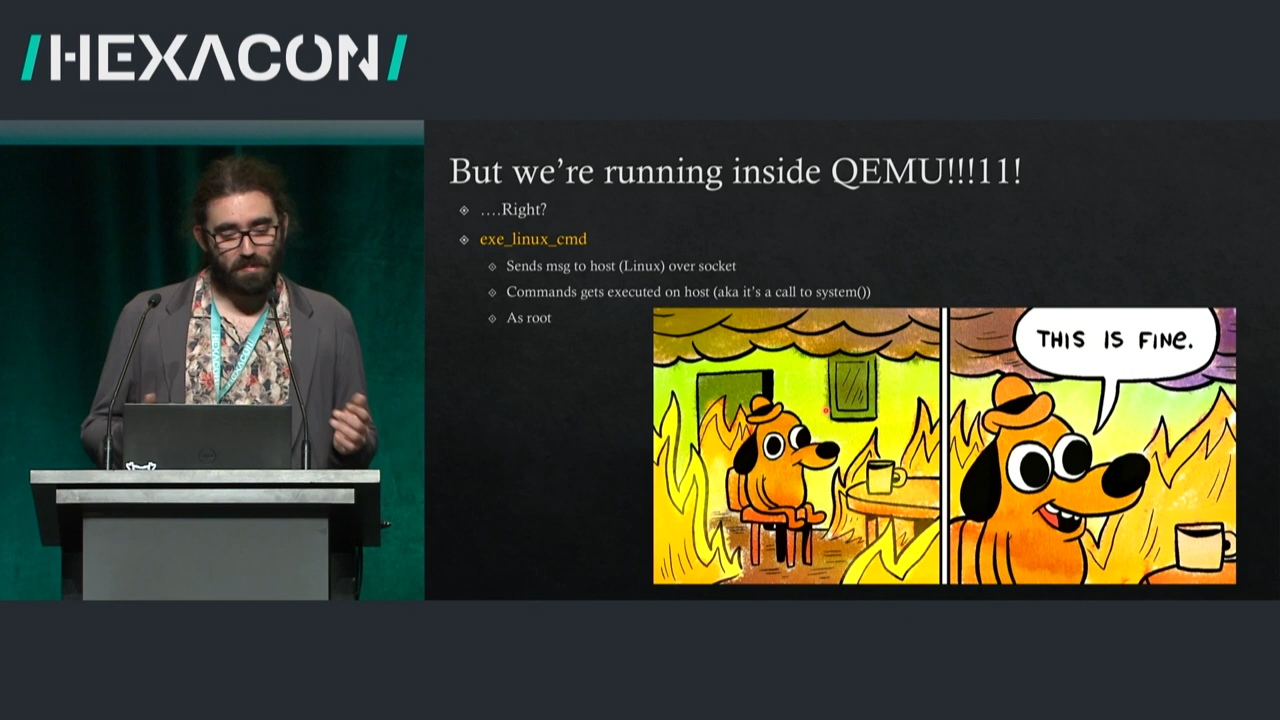 /HEXACON/
But we're running inside QEMU!!!11!
....Right?
exe_linux_cmd
Sends msg to host (Linux) over socket
Commands gets executed on host (aka it's a call to system())
As root
THIS IS FINE.
HEXACON